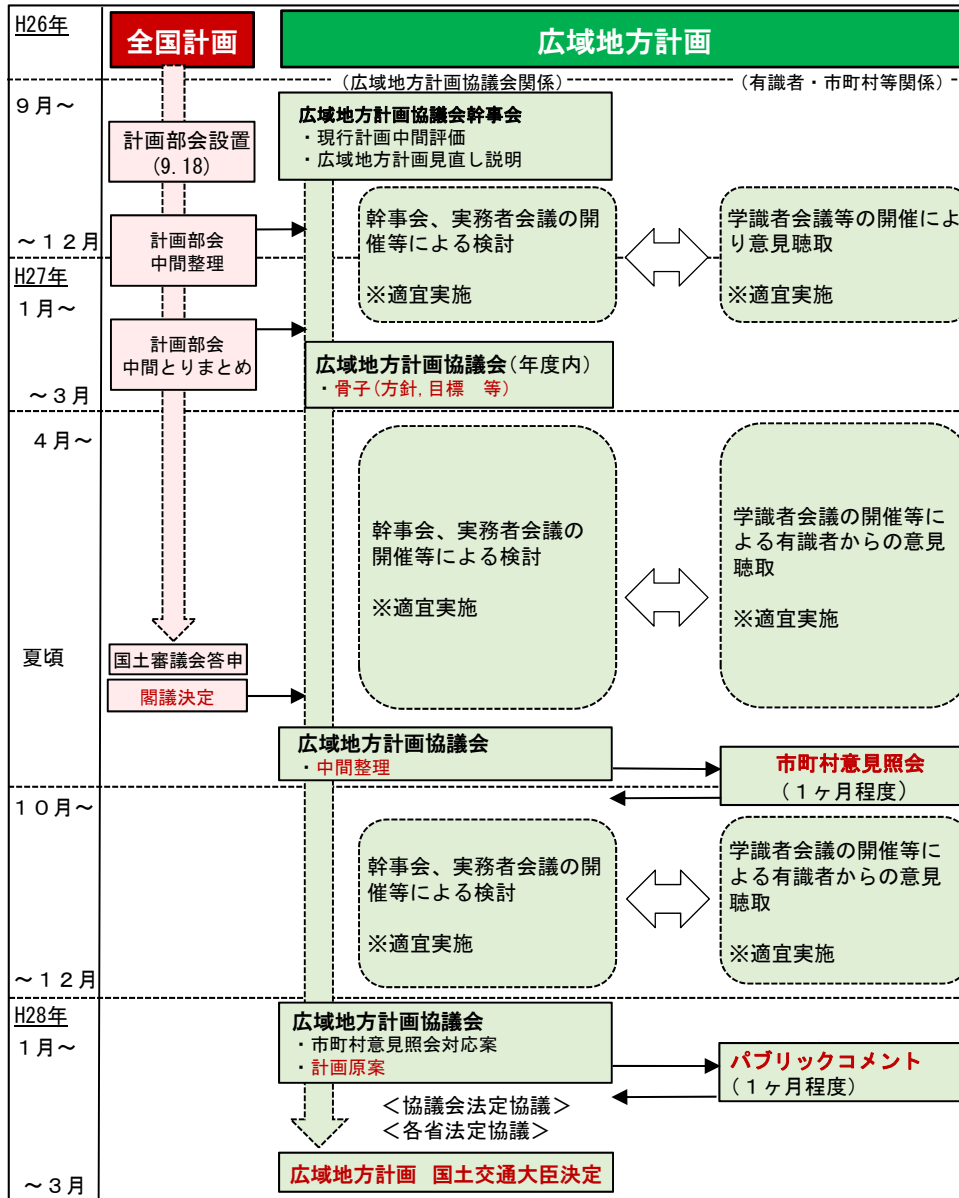 H26年
全国計画
広域地方計画
(広域地方計画協議会関係)
(有識者・市町村等関係)
９月～
広域地方計画協議会幹事会
・現行計画中間評価
・広域地方計画見直し説明
計画部会設置
(9.18)
幹事会、実務者会議の開
催等による検討
※適宜実施
学識者会議等の開催によ
り意見聴取
※適宜実施
～１２月
計画部会
中間整理
H27年
１月～
計画部会
中間とりまとめ
広域地方計画協議会(年度内)
・骨子(方針,目標　等)
～３月
４月～
幹事会、実務者会議の
開催等による検討
※適宜実施
学識者会議の開催等に
よる有識者からの意見
聴取
※適宜実施
夏頃
国土審議会答申
閣議決定
広域地方計画協議会
・中間整理
市町村意見照会
（１ヶ月程度）
１０月～
幹事会、実務者会議の開
催等による検討
※適宜実施
学識者会議の開催等に
よる有識者からの意見
聴取
※適宜実施
～１２月
H28年
１月～
広域地方計画協議会
・市町村意見照会対応案
・計画原案
パブリックコメント
（１ヶ月程度）
＜協議会法定協議＞
＜各省法定協議＞
～３月
広域地方計画 国土交通大臣決定